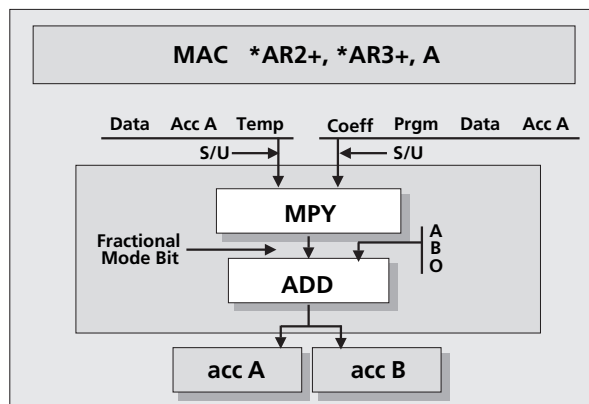 MAC *AR2+, *AR3+, A
Data Acc A Temp Coeff Prgm Data Acc A
S/U S/U
MPY
Fractional
Mode Bit
A
B
O
ADD
acc A acc B